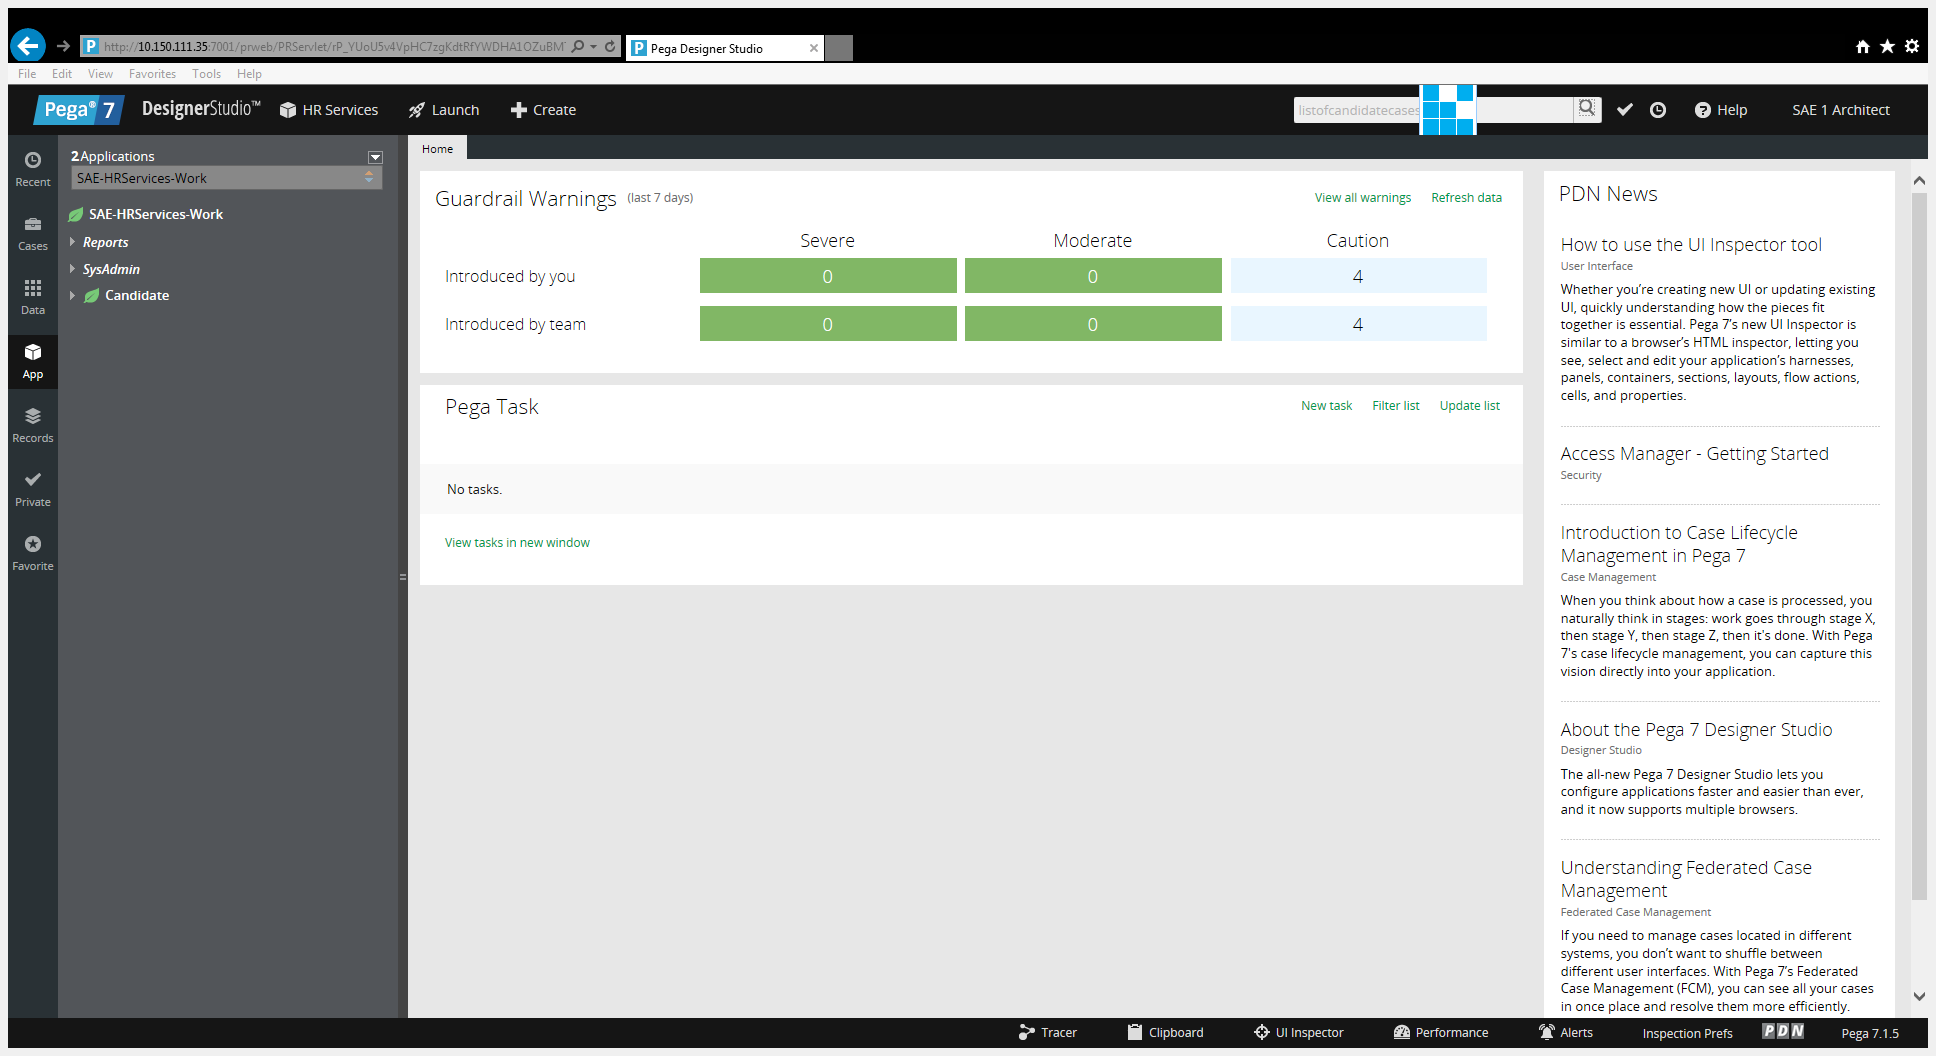 http://10.150.111.35:7001/prweb/PRServlet/rP_YUoU5v4VpHC7zgKdtRfYWDHA1OZuBM
Pega Designer Studio
File Edit View Favorites Tools Help
Pega® 7 DesignerStudio™ HR Services Launch Create listofcandidatecases Help SAE 1 Architect
Recent
Cases
Data
App
Records
Private
Favorite
2 Applications
SAE-HRServices-Work
SAE-HRServices-Work
Reports
SysAdmin
Candidate
Home
Guardrail Warnings (last 7 days) View all warnings Refresh data
Severe Moderate Caution
Introduced by you 0 0 4
Introduced by team 0 0 4
Pega Task New task Filter list Update list
No tasks.
View tasks in new window
PDN News
How to use the UI Inspector tool
User Interface
Whether you’re creating new UI or updating existing
UI, quickly understanding how the pieces fit
together is essential. Pega 7’s new UI Inspector is
similar to a browser’s HTML inspector, letting you
see, select and edit your application’s harnesses,
panels, containers, sections, layouts, flow actions,
cells, and properties.
Access Manager - Getting Started
Security
Introduction to Case Lifecycle
Management in Pega 7
Case Management
When you think about how a case is processed, you
naturally think in stages: work goes through stage X,
then stage Y, then stage Z, then it's done. With Pega
7's case lifecycle management, you can capture this
vision directly into your application.
About the Pega 7 Designer Studio
Designer Studio
The all-new Pega 7 Designer Studio lets you
configure applications faster and easier than ever,
and it now supports multiple browsers.
Understanding Federated Case
Management
Federated Case Management
If you need to manage cases located in different
systems, you don’t want to shuffle between
different user interfaces. With Pega 7’s Federated
Case Management (FCM), you can see all your cases
in once place and resolve them more efficiently.
Tracer Clipboard UI Inspector Performance Alerts Inspection Prefs PDN Pega 7.1.5